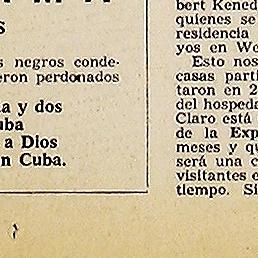 S
s negros conde-
eron perdonados
a y dos
uba
a Dios
n Cuba.
bert Kened
quienes se
residencia
yos en We
Esto nos
casas parti
taron en 2
del hospeda
Claro está
de la Exp
meses y qu
será una c
visitantes e
tiempo. Si